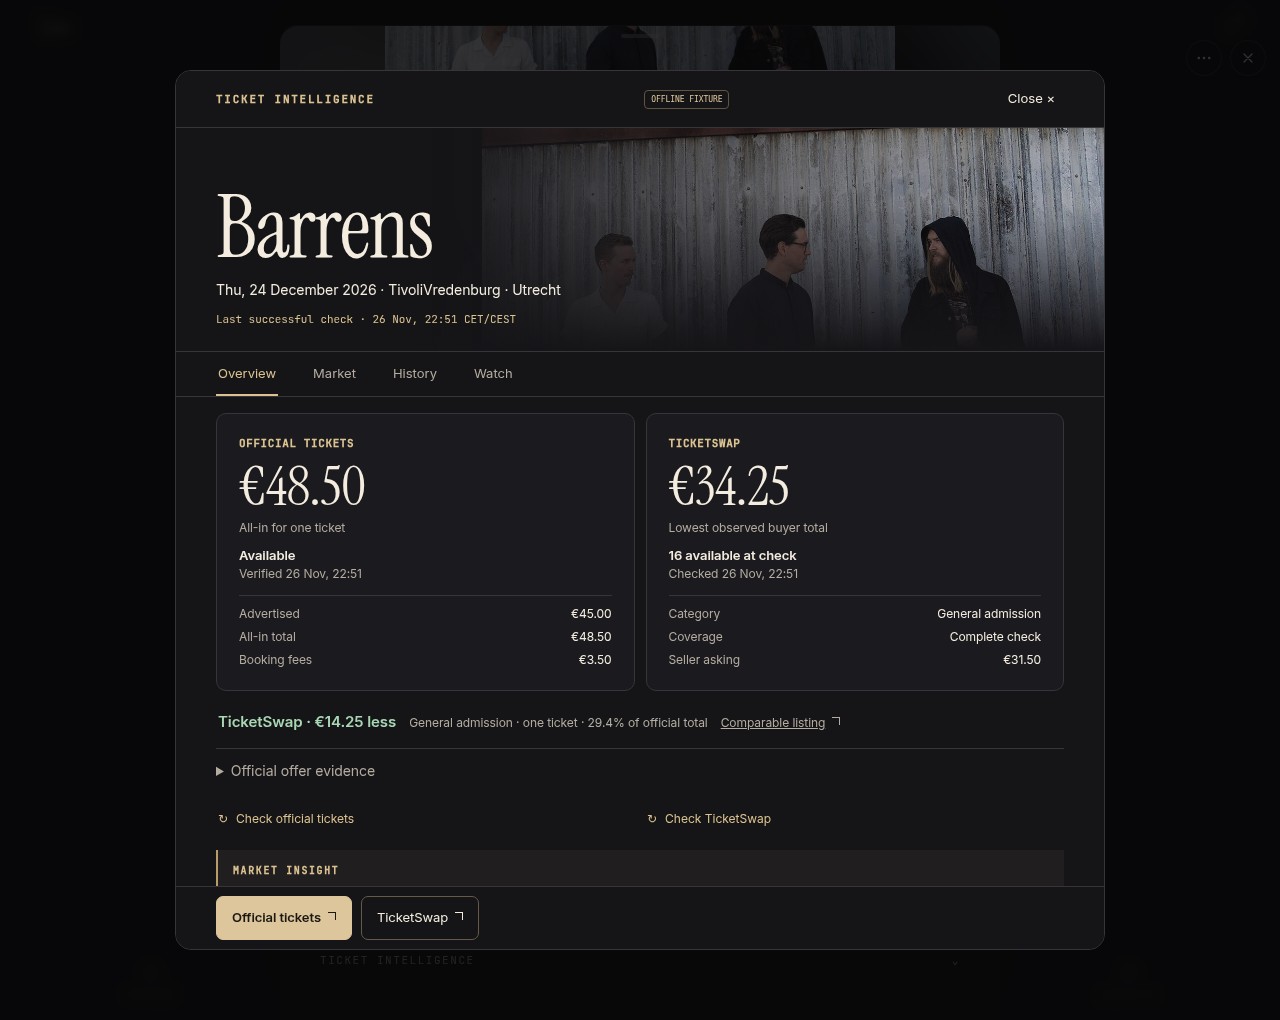 TICKET INTELLIGENCE
OFFLINE FIXTURE
Close ×
Barrens
Thu, 24 December 2026 · TivoliVredenburg · Utrecht
Last successful check · 26 Nov, 22:51 CET/CEST
Overview
Market
History
Watch
OFFICIAL TICKETS
€48.50
All-in for one ticket
Available
Verified 26 Nov, 22:51
Advertised €45.00
All-in total €48.50
Booking fees €3.50
TICKETSWAP
€34.25
Lowest observed buyer total
16 available at check
Checked 26 Nov, 22:51
Category General admission
Coverage Complete check
Seller asking €31.50
TicketSwap · €14.25 less General admission · one ticket · 29.4% of official total Comparable listing
Official offer evidence
↻ Check official tickets
↻ Check TicketSwap
MARKET INSIGHT
Official tickets
TicketSwap
TICKET INTELLIGENCE